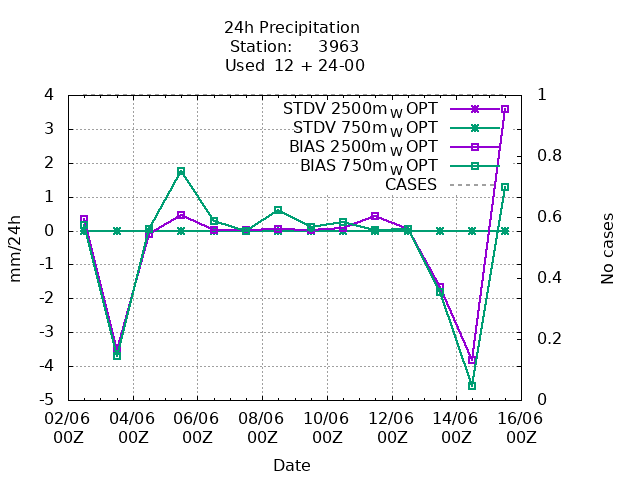 24h Precipitation
Station: 3963
Used 12 + 24-00
STDV 2500m_W OPT
STDV 750m_W OPT
BIAS 2500m_W OPT
BIAS 750m_W OPT
CASES
4
3
2
1
0
-1
-2
-3
-4
-5
mm/24h
1
0.8
0.6
0.4
0.2
0
No cases
02/06 04/06 06/06 08/06 10/06 12/06 14/06 16/06
00Z 00Z 00Z 00Z 00Z 00Z 00Z 00Z
Date